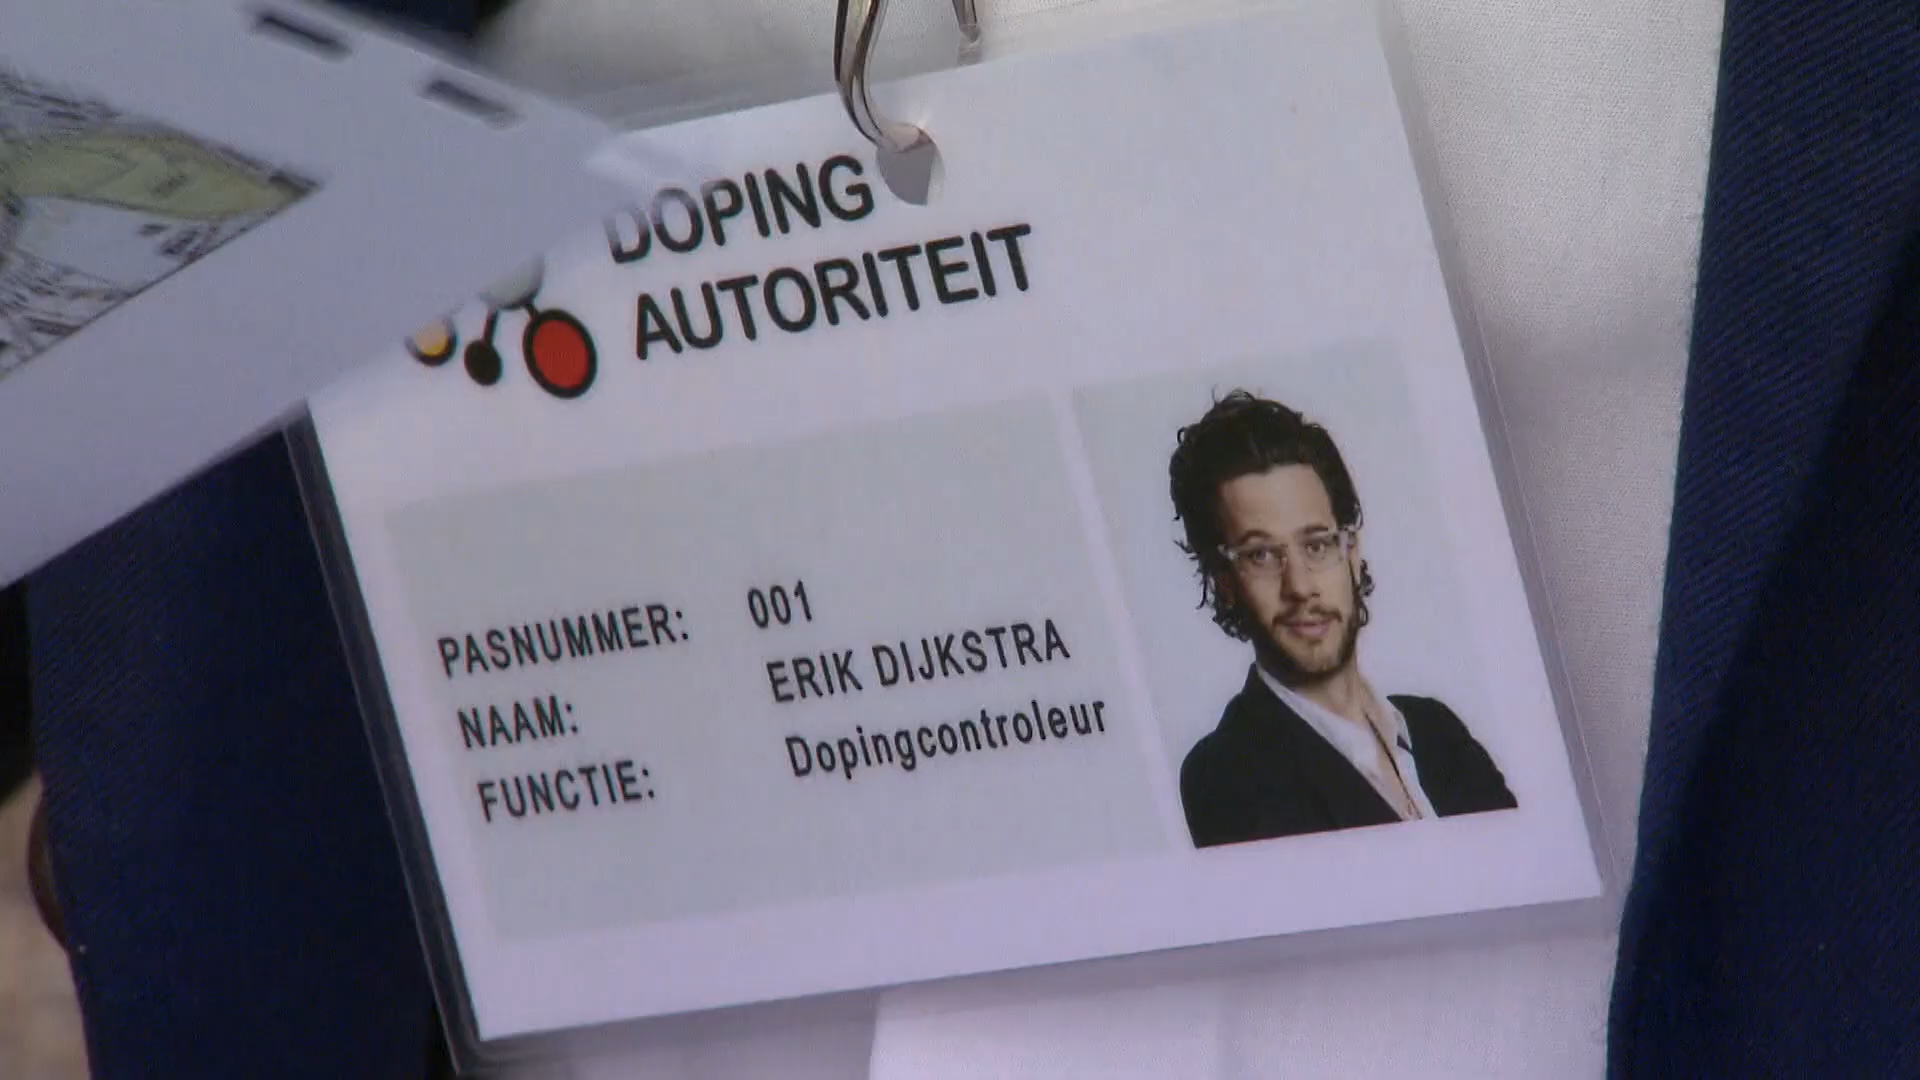 DOPING
AUTORITEIT
PASNUMMER: 001
NAAM: ERIK DIJKSTRA
FUNCTIE: Dopingcontroleur